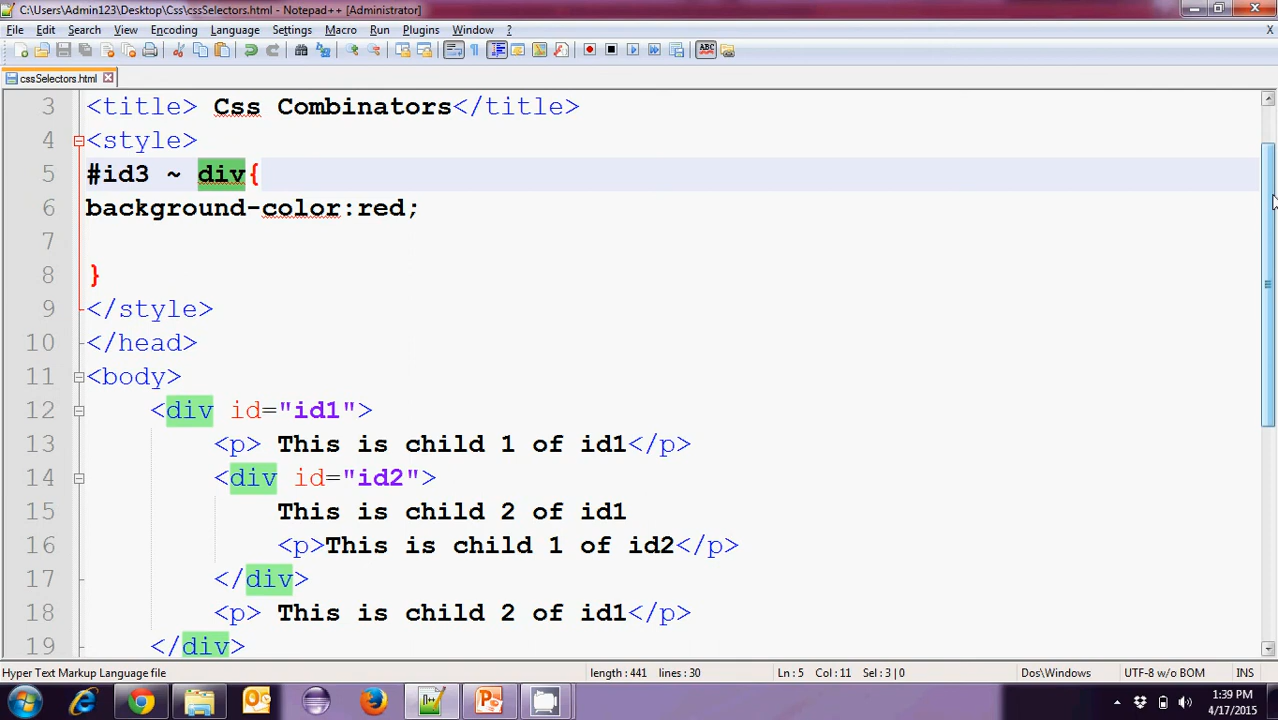 C:\Users\Admin123\Desktop\Css\cssSelectors.html - Notepad++ [Administrator]
File Edit Search View Encoding Language Settings Macro Run Plugins Window ? X
ABC
cssSelectors.html
3 <title> Css Combinators</title>
4 <style>
5 #id3 ~ div{
6 background-color:red;
7
8 }
9 </style>
10 </head>
11 <body>
12 <div id="id1">
13 <p> This is child 1 of id1</p>
14 <div id="id2">
15 This is child 2 of id1
16 <p>This is child 1 of id2</p>
17 </div>
18 <p> This is child 2 of id1</p>
19 </div>
Hyper Text Markup Language file length : 441 lines : 30 Ln : 5 Col : 11 Sel : 3 | 0 Dos\Windows UTF-8 w/o BOM INS
1:39 PM
4/17/2015